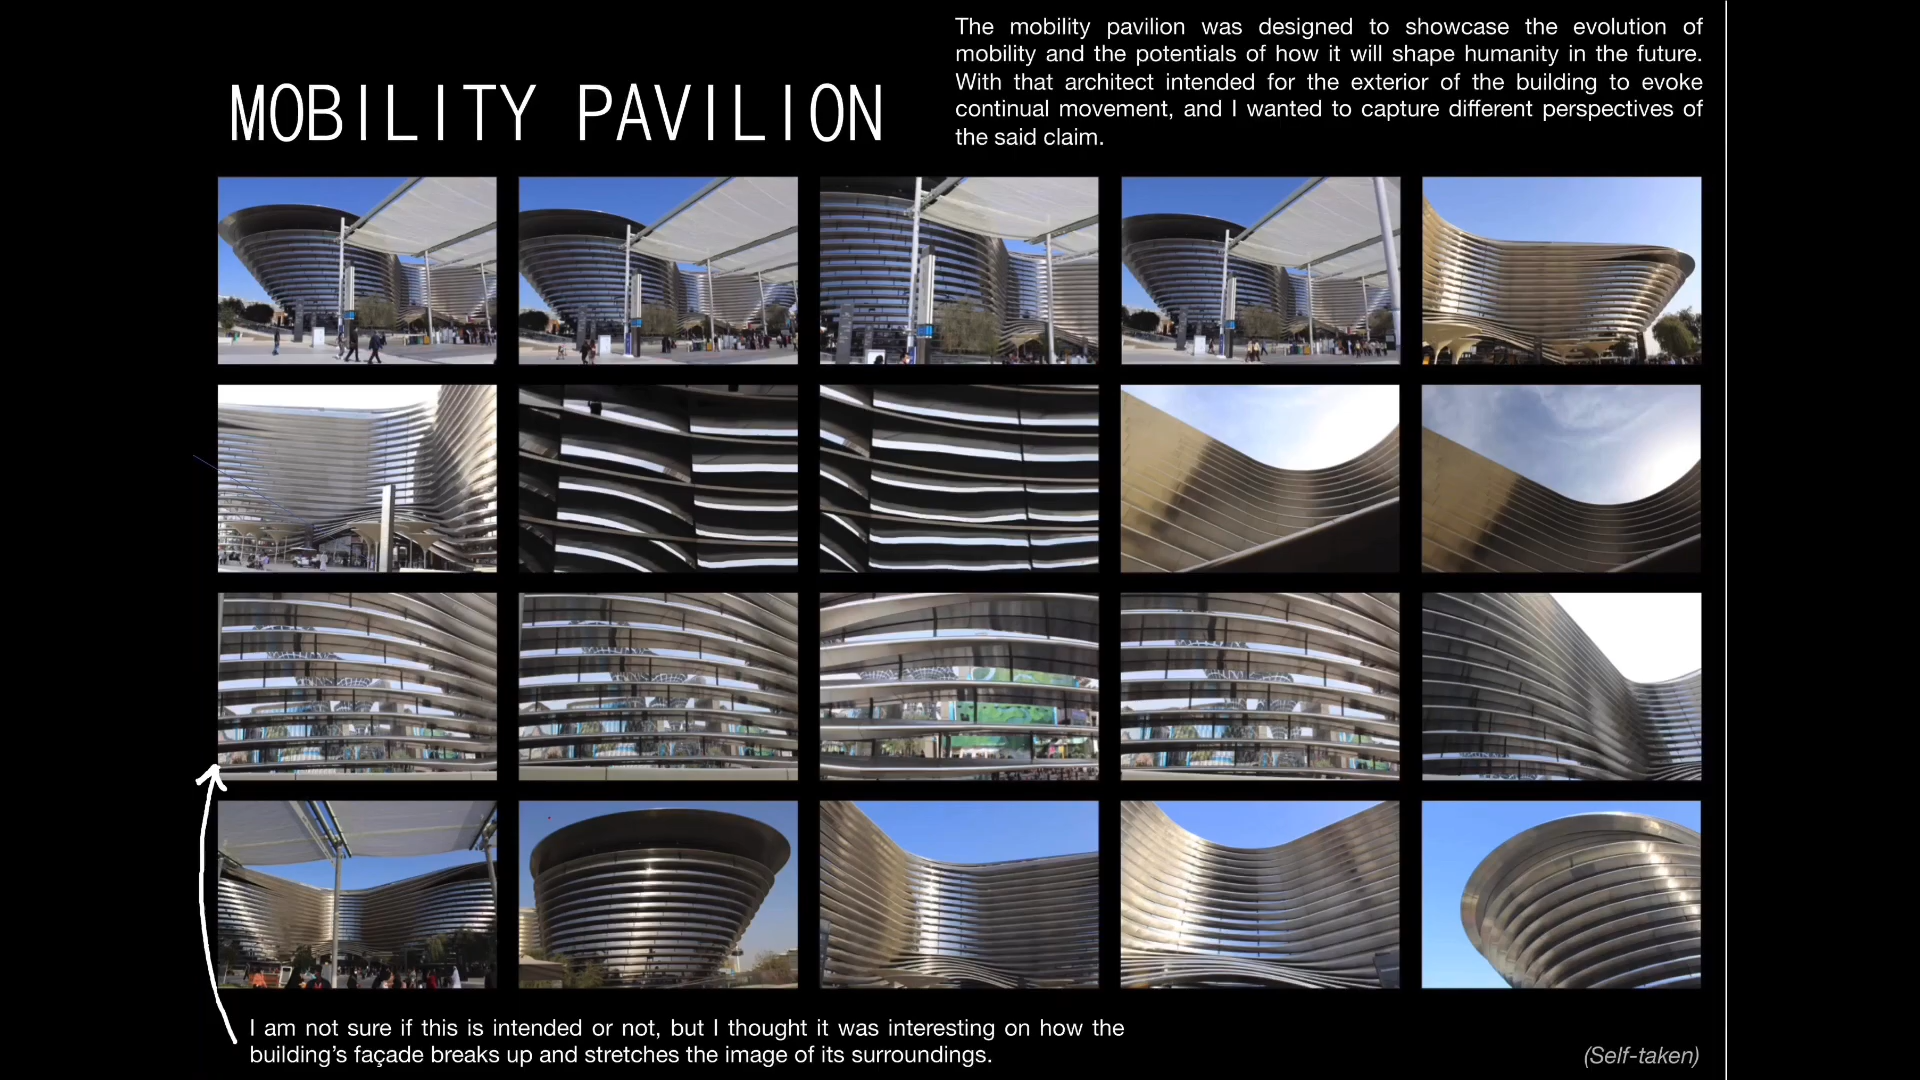 The mobility pavilion was designed to showcase the evolution of
mobility and the potentials of how it will shape humanity in the future.
With that architect intended for the exterior of the building to evoke
continual movement, and I wanted to capture different perspectives of
the said claim.
MOBILITY PAVILION
I am not sure if this is intended or not, but I thought it was interesting on how the
building’s façade breaks up and stretches the image of its surroundings.
(Self-taken)